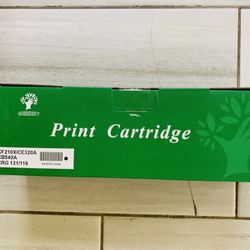 Print Cartridge
CF210X/CE320A
CB540A
CRG 131/116